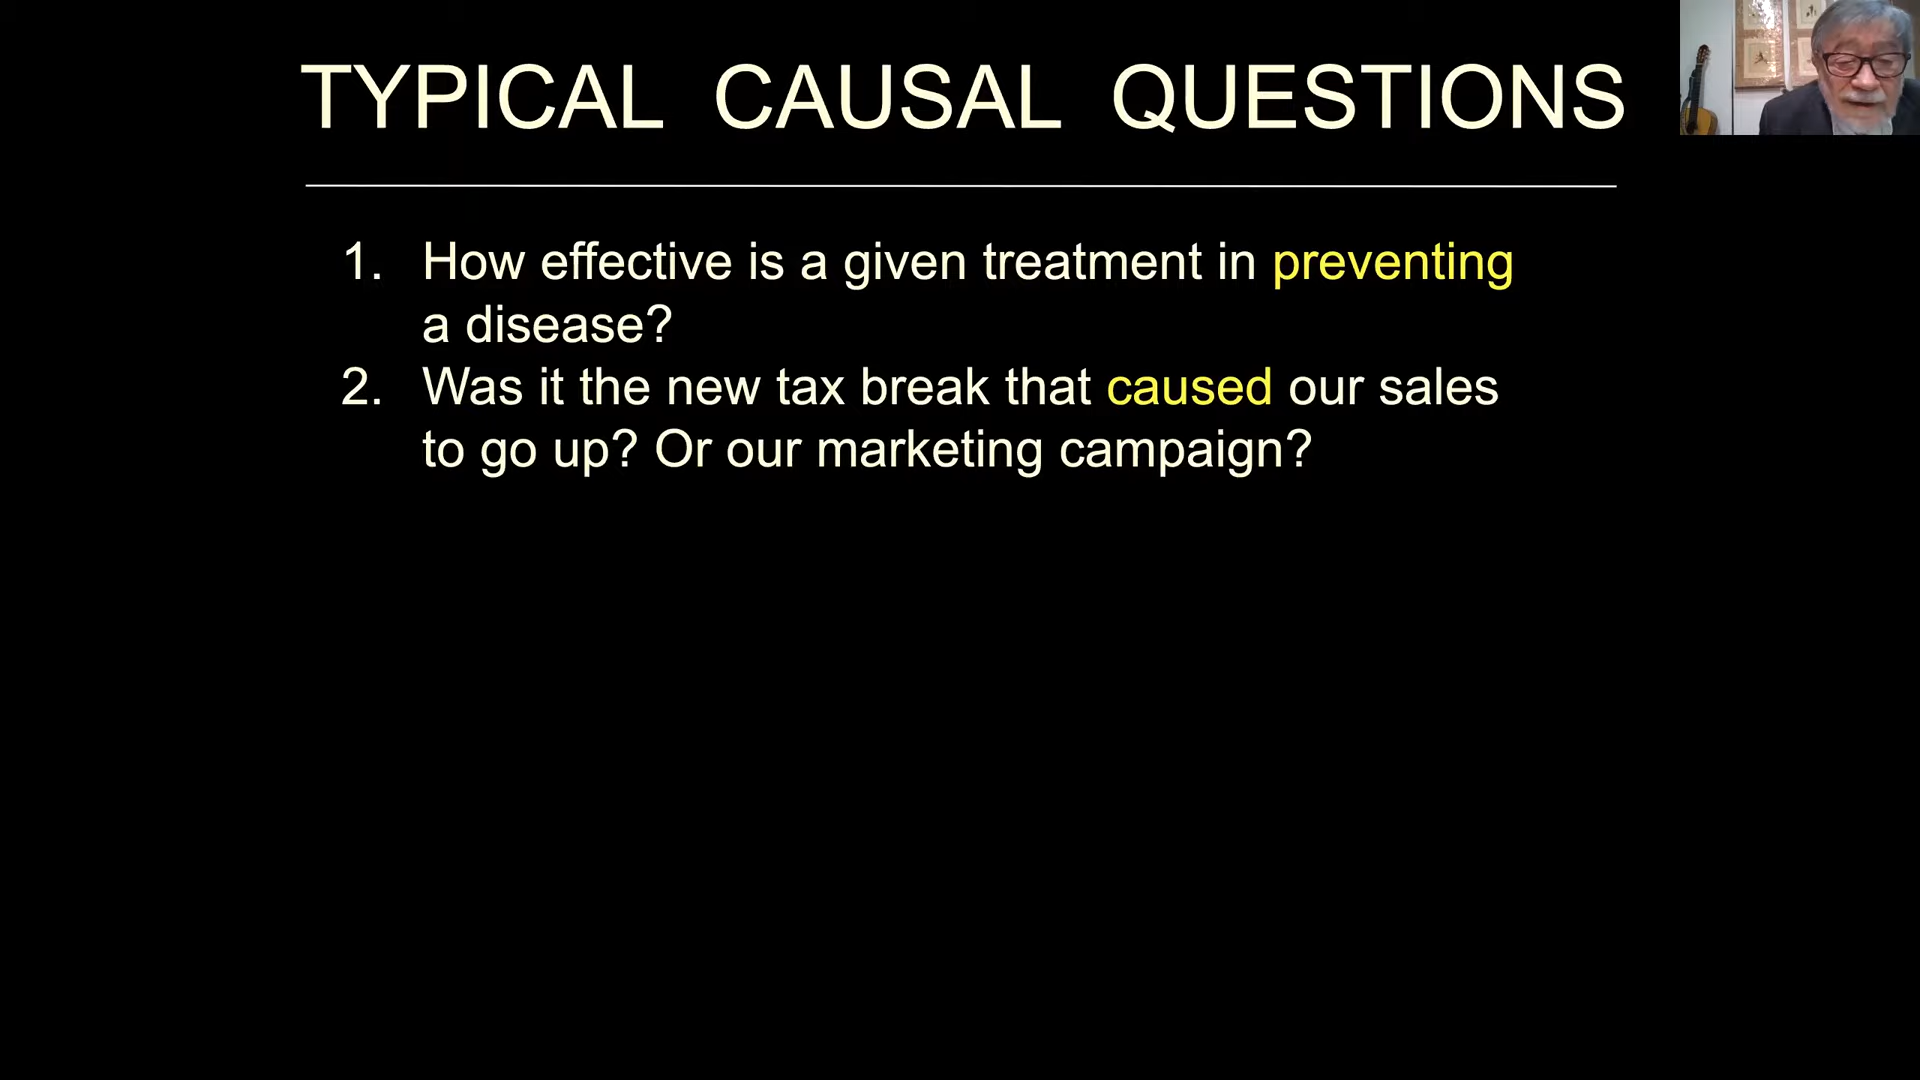 TYPICAL CAUSAL QUESTIONS
1. How effective is a given treatment in preventing
a disease?
2. Was it the new tax break that caused our sales
to go up? Or our marketing campaign?